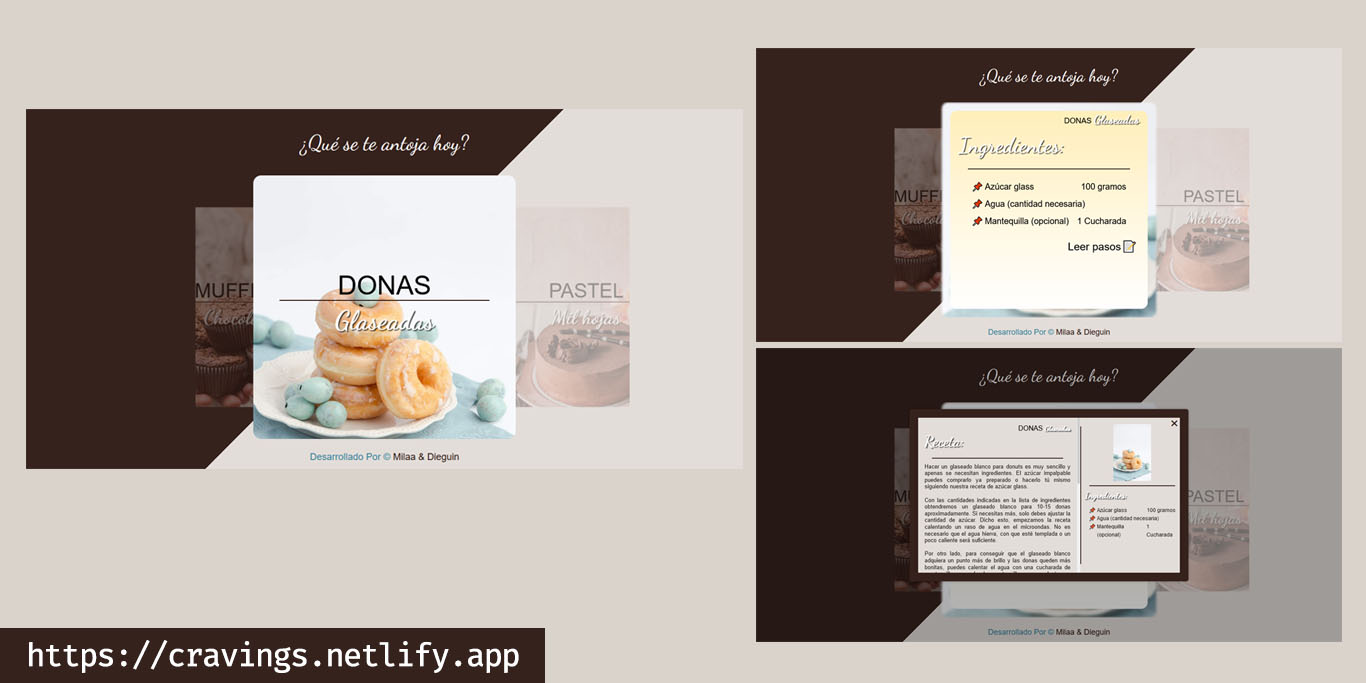 ¿Qué se te antoja hoy?
MUFF
DONAS
PASTEL
Chocol
Glaseadas
Mil hojas
Desarrollado Por © Milaa & Dieguin
https://cravings.netlify.app
¿Qué se te antoja hoy?
DONAS Glaseadas
Ingredientes:
📌 Azúcar glass 100 gramos
📌 Agua (cantidad necesaria)
📌 Mantequilla (opcional) 1 Cucharada
Leer pasos 📝
MUFF
PASTEL
Chocol
Mil hojas
Desarrollado Por © Milaa & Dieguin
¿Qué se te antoja hoy?
DONAS Glaseadas
Receta:
Hacer un glaseado blanco para donuts es muy sencillo y
apenas se necesitan ingredientes. El azúcar impalpable
puedes comprarlo ya preparado o hacerlo tú mismo
siguiendo nuestra receta de azúcar glass.
Con las cantidades indicadas en la lista de ingredientes
obtendremos un glaseado blanco para 10-15 donas
aproximadamente. Si necesitas más, solo debes ajustar la
cantidad de azúcar. Dicho esto, empezamos la receta
calentando un raso de agua en el microondas. No es
necesario que el agua hierva, con que esté templada o un
poco caliente será suficiente.
Por otro lado, para conseguir que el glaseado blanco
adquiera un punto más de brillo y las donas queden más
bonitas, puedes calentar el agua con una cucharada de
✕
Ingredientes:
📌 Azúcar glass 100 gramos
📌 Agua (cantidad necesaria)
📌 Mantequilla 1
(opcional) Cucharada
MU
PASTEL
Ch
Mil hojas
Desarrollado Por © Milaa & Dieguin